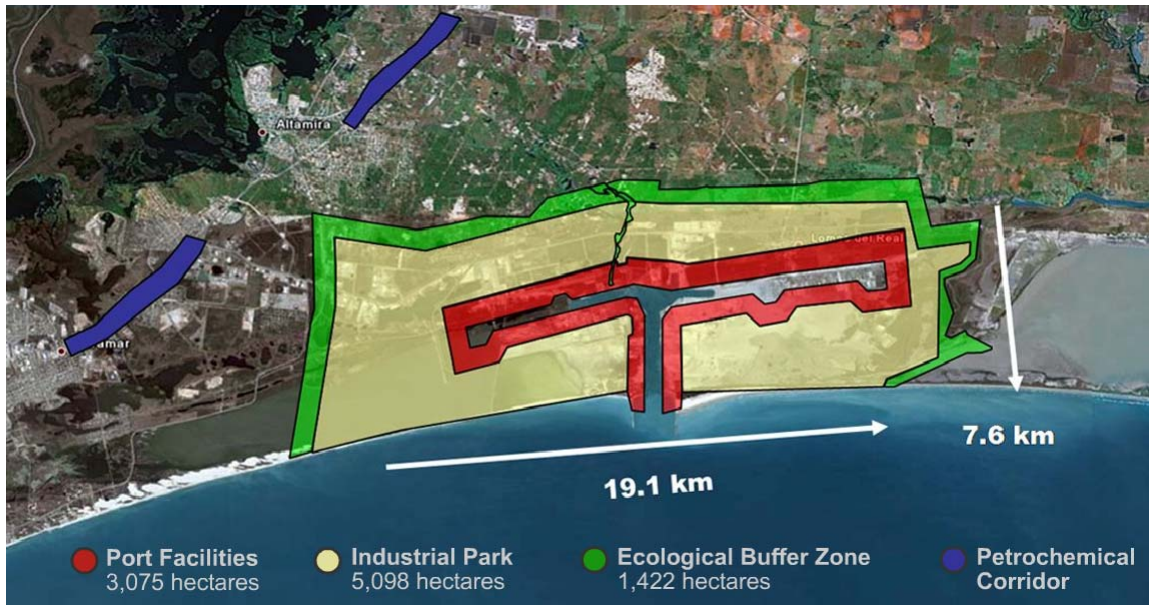 Altamira
Lomas del Real
amar
7.6 km
19.1 km
Port Facilities
3,075 hectares
Industrial Park
5,098 hectares
Ecological Buffer Zone
1,422 hectares
Petrochemical
Corridor